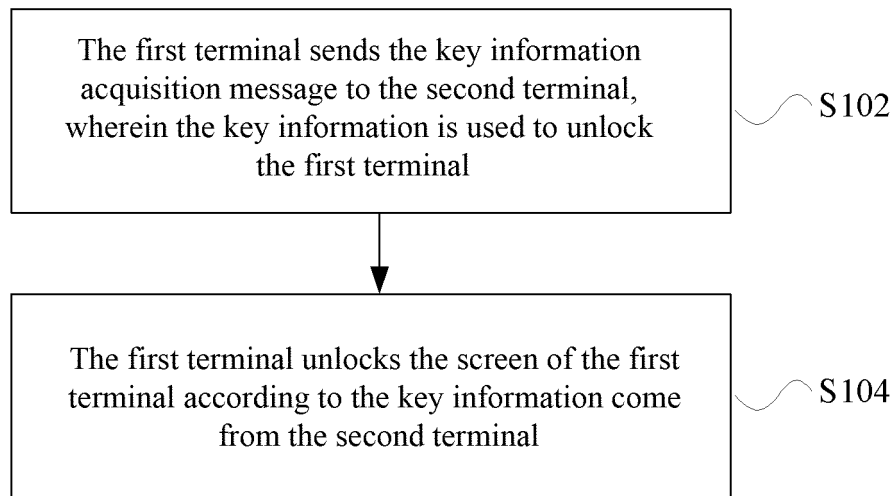 The first terminal sends the key information
acquisition message to the second terminal,
wherein the key information is used to unlock
the first terminal
S102
The first terminal unlocks the screen of the first
terminal according to the key information come
from the second terminal
S104